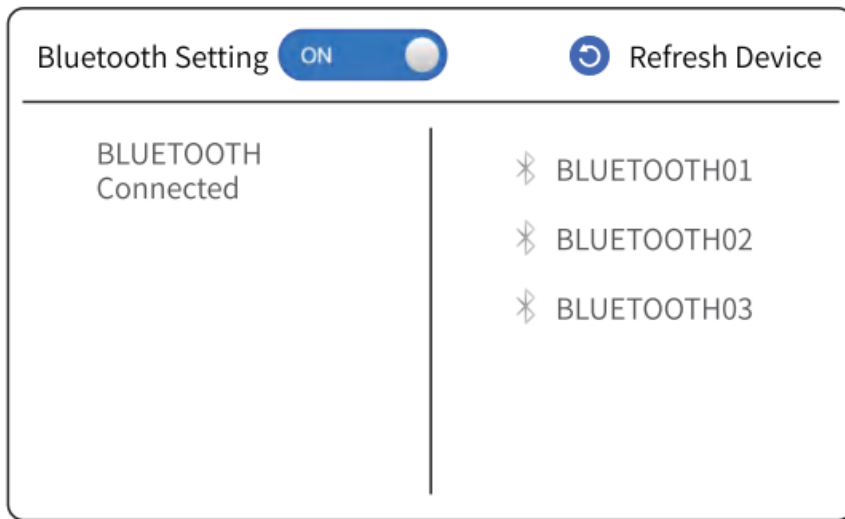 Bluetooth Setting ON Refresh Device
BLUETOOTH
Connected
BLUETOOTH01
BLUETOOTH02
BLUETOOTH03